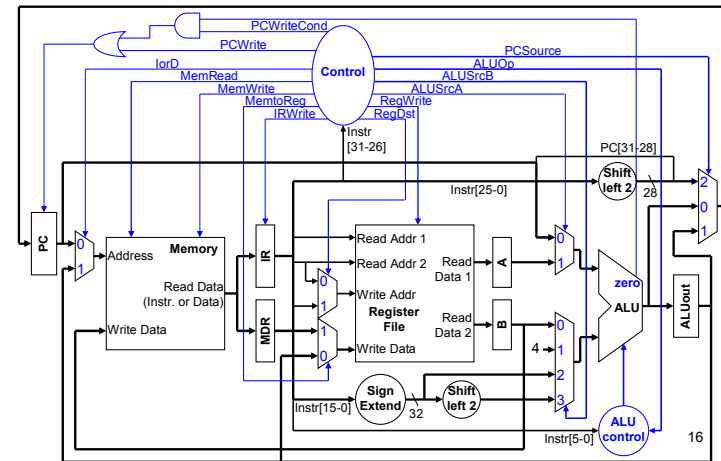 PCWriteCond
PCWrite
PCSource
IorD
ALUOp
MemRead
Control
ALUSrcB
MemWrite
ALUSrcA
MemtoReg
RegWrite
IRWrite
RegDst
Instr
[31-26]
PC[31-28]
Instr[25-0]
Shift
left 2
28
2
0
1
PC
0
1
Address
Memory
Read Data
(Instr. or Data)
Write Data
IR
MDR
Read Addr 1
Read Addr 2
Write Addr
Register
File
Write Data
Read
Data 1
Read
Data 2
0
1
1
0
A
B
0
1
4
0
1
2
3
zero
ALU
ALUout
Instr[15-0]
Sign
Extend
32
Shift
left 2
Instr[5-0]
ALU
control
16